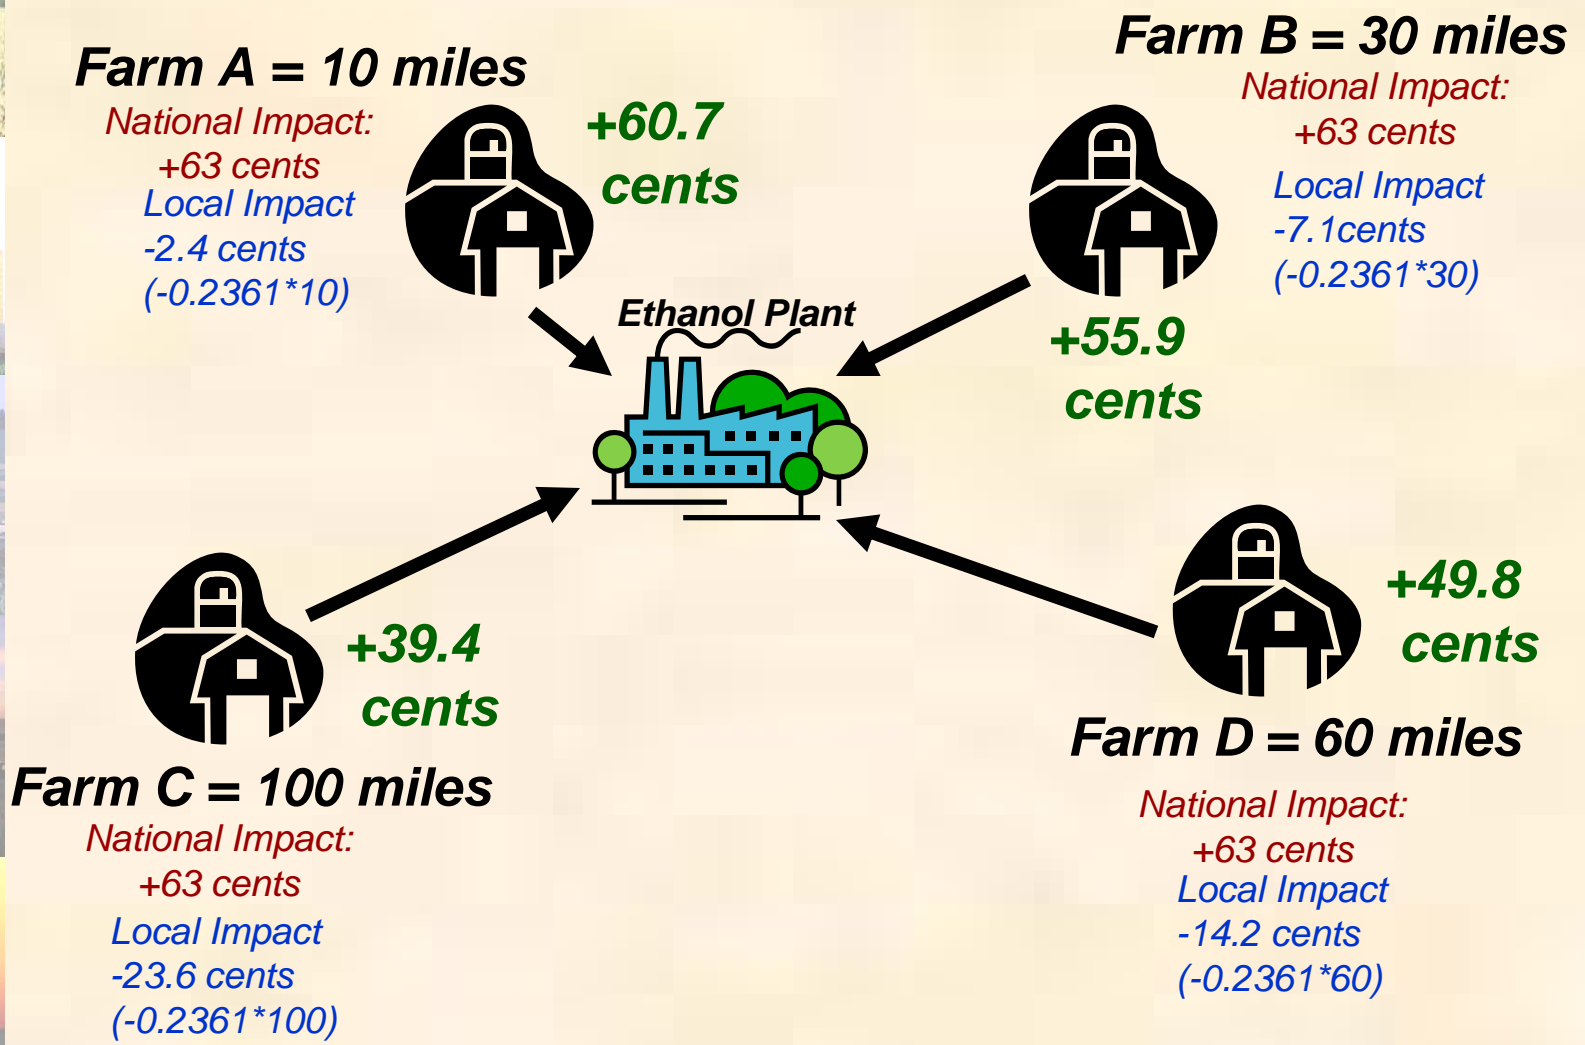 Farm A = 10 miles
National Impact:
+63 cents
Local Impact
-2.4 cents
(-0.2361*10)
+60.7
cents
Farm B = 30 miles
National Impact:
+63 cents
Local Impact
-7.1cents
(-0.2361*30)
+55.9
cents
Ethanol Plant
+39.4
cents
Farm C = 100 miles
National Impact:
+63 cents
Local Impact
-23.6 cents
(-0.2361*100)
+49.8
cents
Farm D = 60 miles
National Impact:
+63 cents
Local Impact
-14.2 cents
(-0.2361*60)